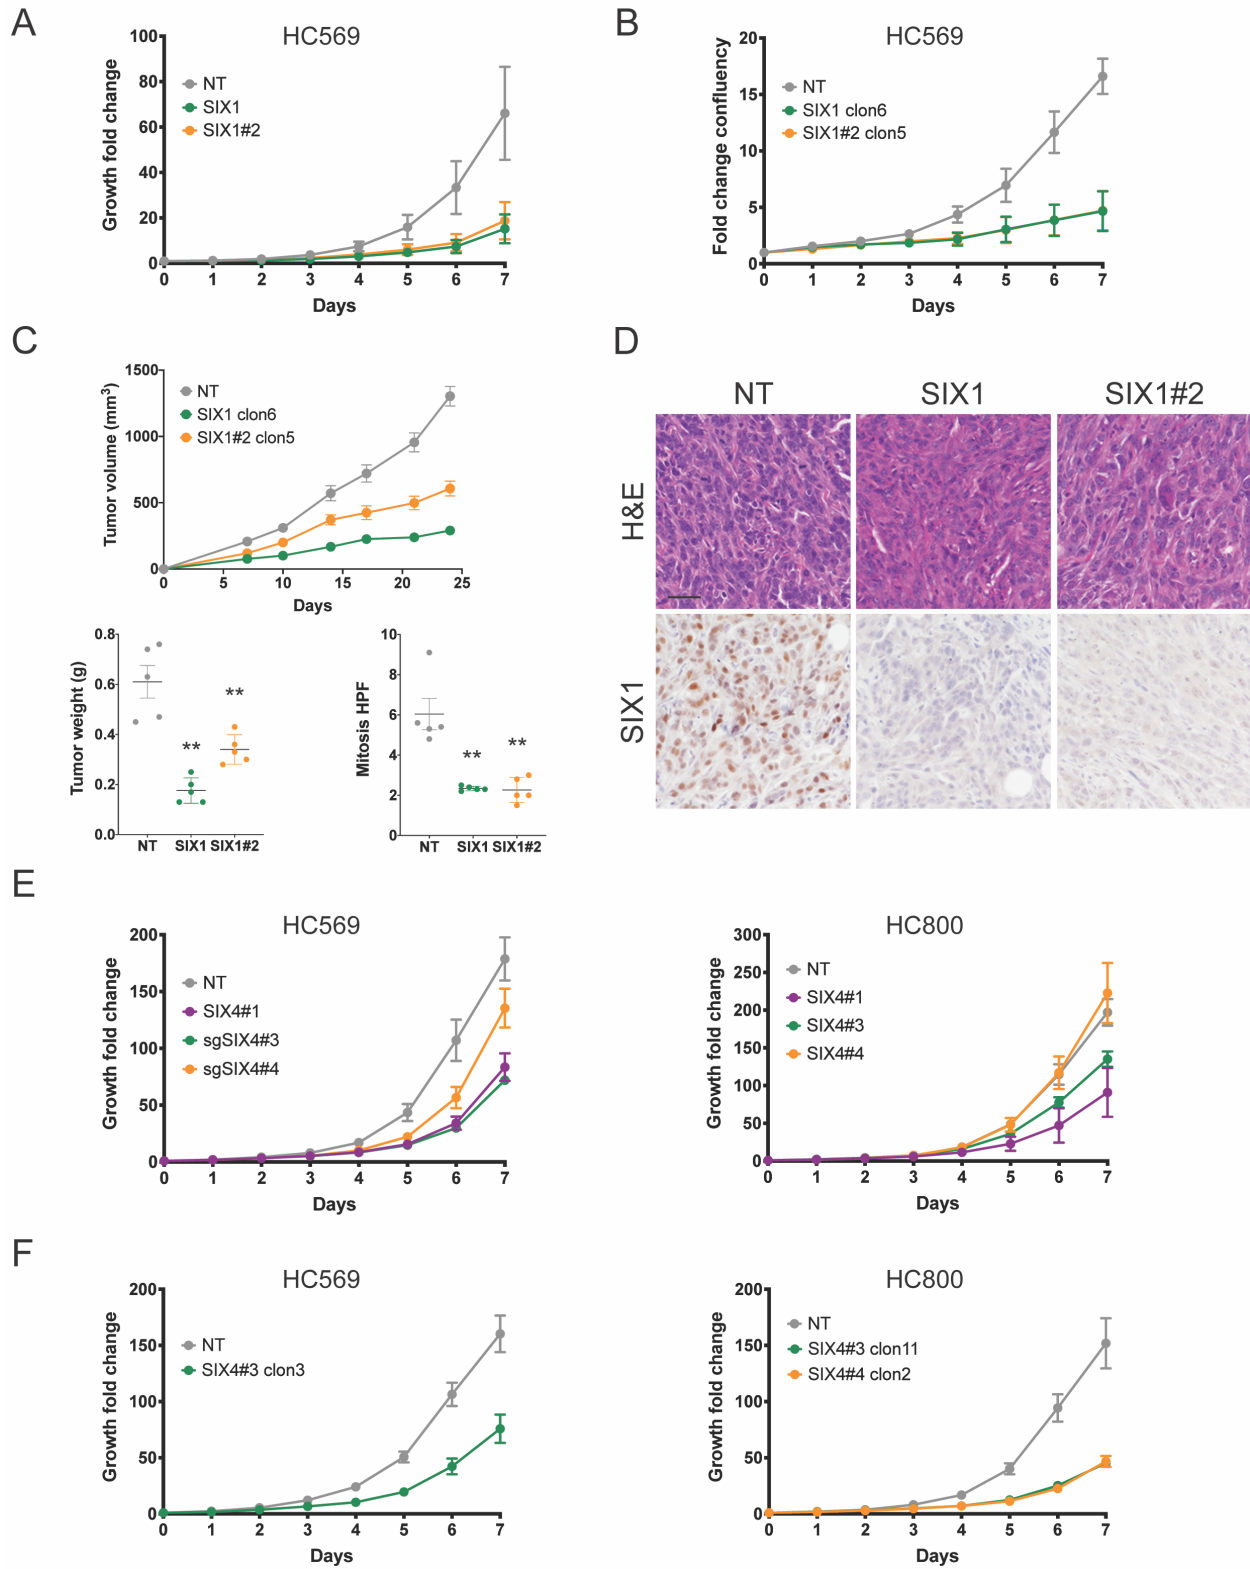 A
HC569
Growth fold change
100
80
60
40
20
0
NT
SIX1
SIX1#2
0 1 2 3 4 5 6 7
Days
B
HC569
Fold change confluency
20
15
10
5
0
NT
SIX1 clon6
SIX1#2 clon5
0 1 2 3 4 5 6 7
Days
C
Tumor volume (mm³)
1500
1000
500
0
NT
SIX1 clon6
SIX1#2 clon5
0 5 10 15 20 25
Days
Tumor weight (g)
0.8
0.6
0.4
0.2
0.0
**
**
NT SIX1 SIX1#2
Mitosis HPF
10
8
6
4
2
0
**
**
NT SIX1 SIX1#2
D
NT SIX1 SIX1#2
H&E
SIX1
E
HC569
Growth fold change
200
150
100
50
0
NT
SIX4#1
sgSIX4#3
sgSIX4#4
0 1 2 3 4 5 6 7
Days
HC800
Growth fold change
300
250
200
150
100
50
0
NT
SIX4#1
SIX4#3
SIX4#4
0 1 2 3 4 5 6 7
Days
F
HC569
Growth fold change
200
150
100
50
0
NT
SIX4#3 clon3
0 1 2 3 4 5 6 7
Days
HC800
Growth fold change
200
150
100
50
0
NT
SIX4#3 clon11
SIX4#4 clon2
0 1 2 3 4 5 6 7
Days